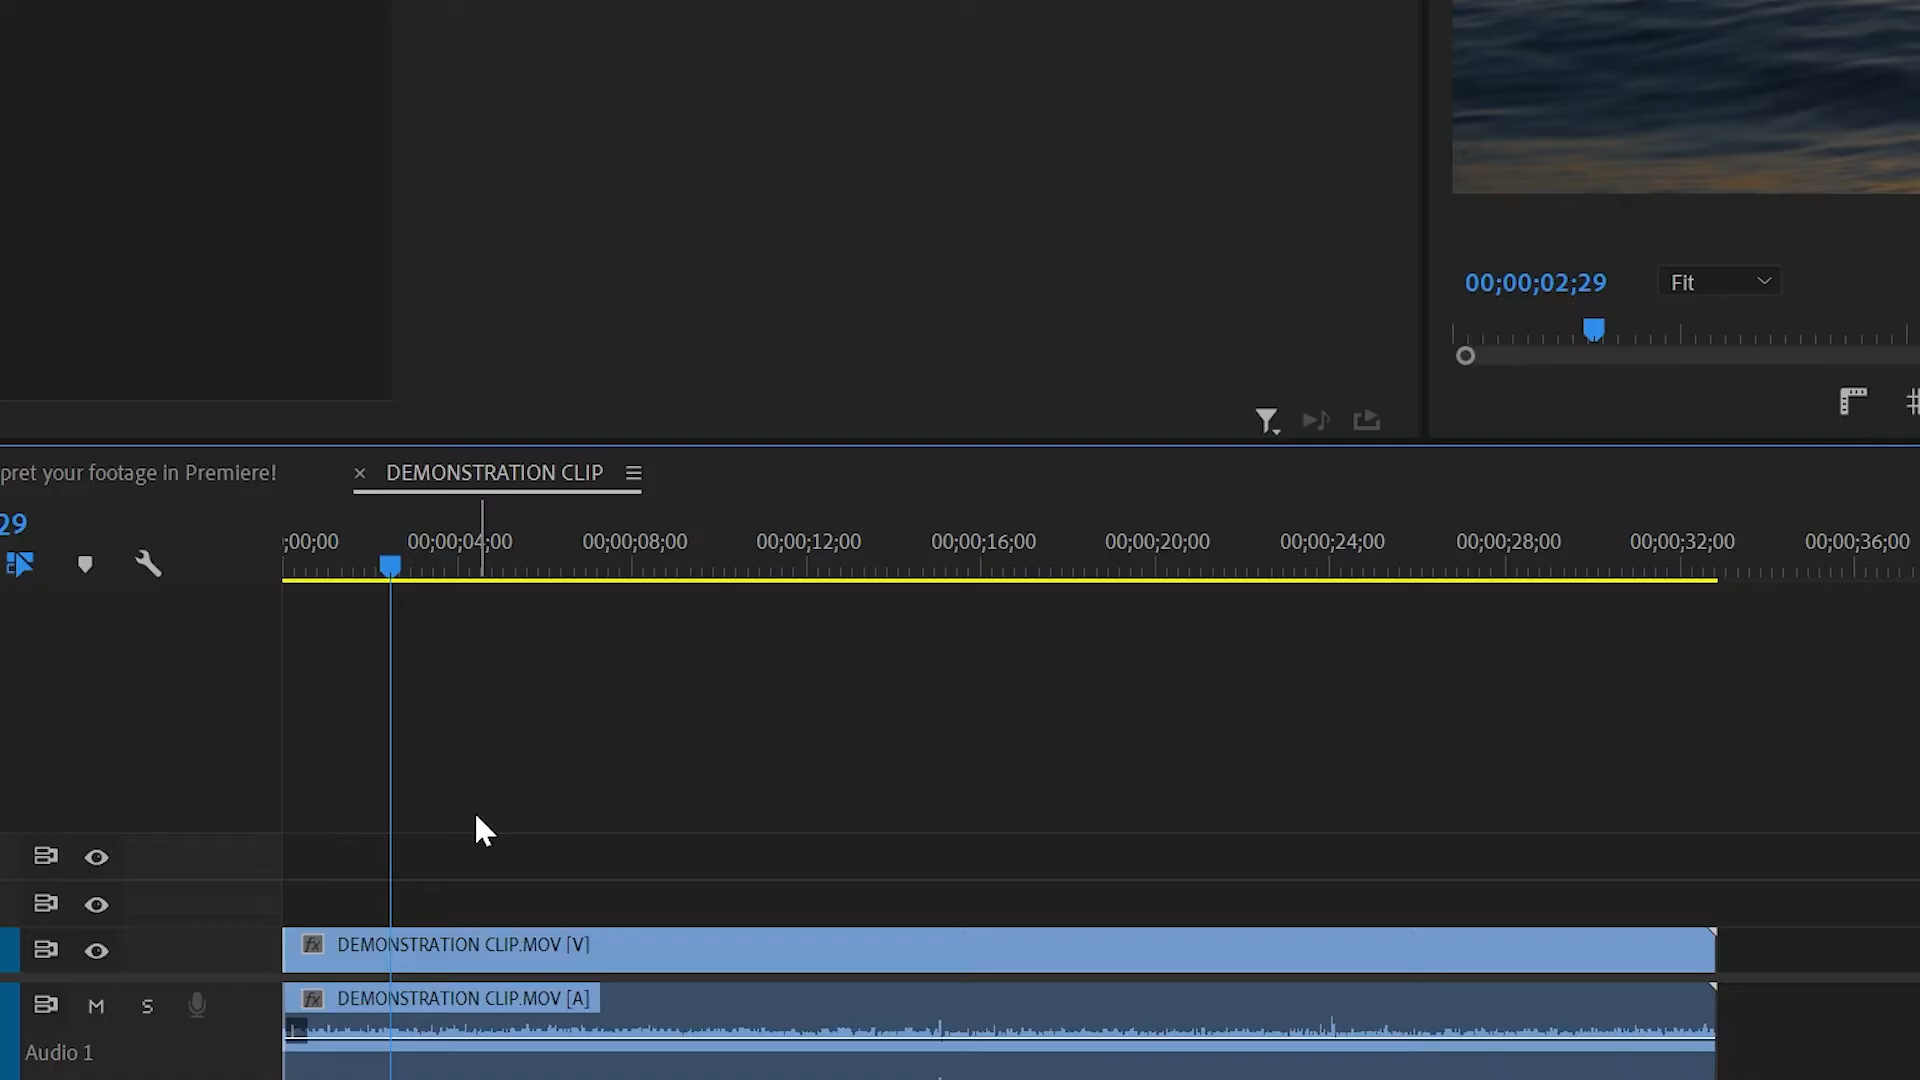 00;00;02;29
Fit
pret your footage in Premiere!
× DEMONSTRATION CLIP
29
;00;00
00;00;04;00
00;00;08;00
00;00;12;00
00;00;16;00
00;00;20;00
00;00;24;00
00;00;28;00
00;00;32;00
00;00;36;00
fx DEMONSTRATION CLIP.MOV [V]
M S
fx DEMONSTRATION CLIP.MOV [A]
Audio 1